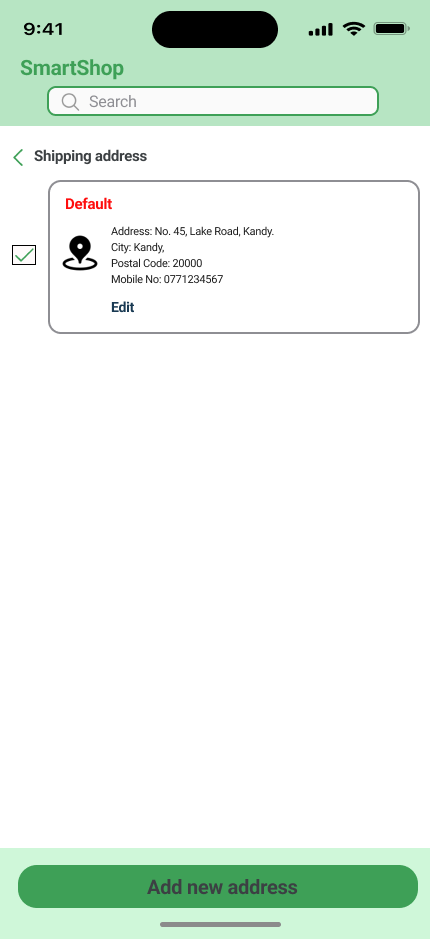 9:41
SmartShop
Search
Shipping address
Default
Address: No. 45, Lake Road, Kandy.
City: Kandy,
Postal Code: 20000
Mobile No: 0771234567
Edit
Add new address